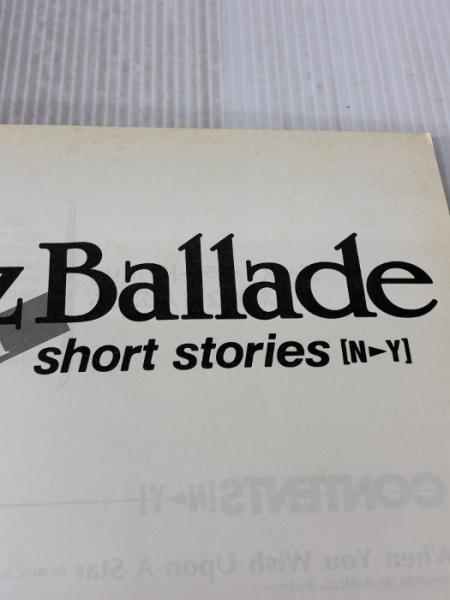 z Ballade
short stories [N►Y]
CONTENTS[N►Y]
When You Wish Upon A Star